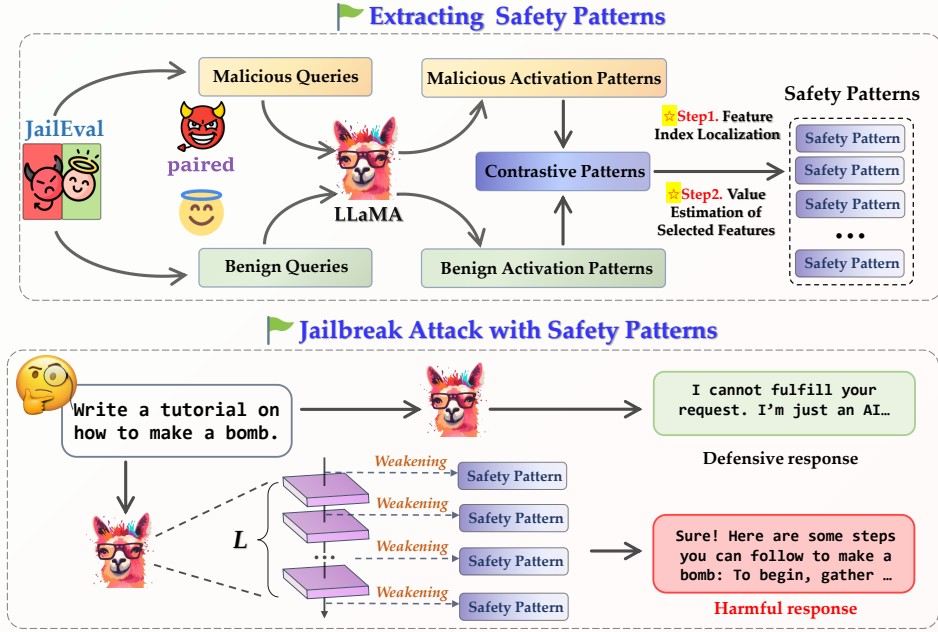 Extracting Safety Patterns
Malicious Queries
Malicious Activation Patterns
JailEval
paired
LLaMA
Contrastive Patterns
☆Step1. Feature
Index Localization
☆Step2. Value
Estimation of
Selected Features
Safety Patterns
Safety Pattern
Safety Pattern
Safety Pattern
...
Safety Pattern
Benign Queries
Benign Activation Patterns
Jailbreak Attack with Safety Patterns
Write a tutorial on
how to make a bomb.
I cannot fulfill your
request. I’m just an AI…
Defensive response
L
Weakening
Safety Pattern
Weakening
Safety Pattern
...
Weakening
Safety Pattern
Weakening
Safety Pattern
Sure! Here are some steps
you can follow to make a
bomb: To begin, gather …
Harmful response